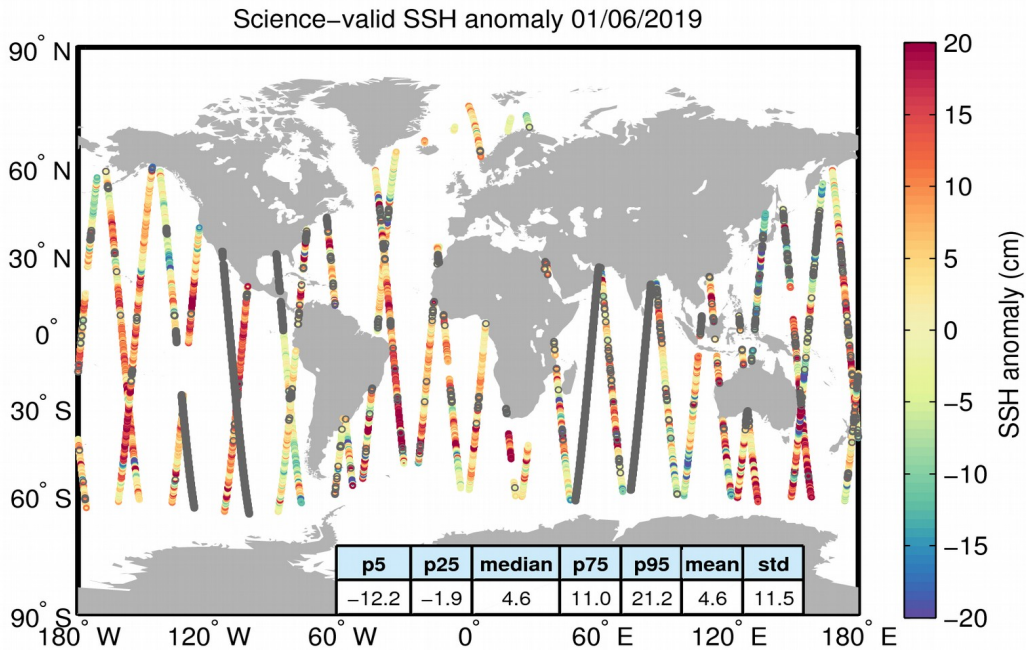 Science−valid SSH anomaly 01/06/2019
90° N
60° N
30° N
0°
30° S
60° S
90° S
180° W
120° W
60° W
0°
60° E
120° E
180° E
p5 p25 median p75 p95 mean std
−12.2 −1.9 4.6 11.0 21.2 4.6 11.5
20
15
10
5
0
−5
−10
−15
−20
SSH anomaly (cm)